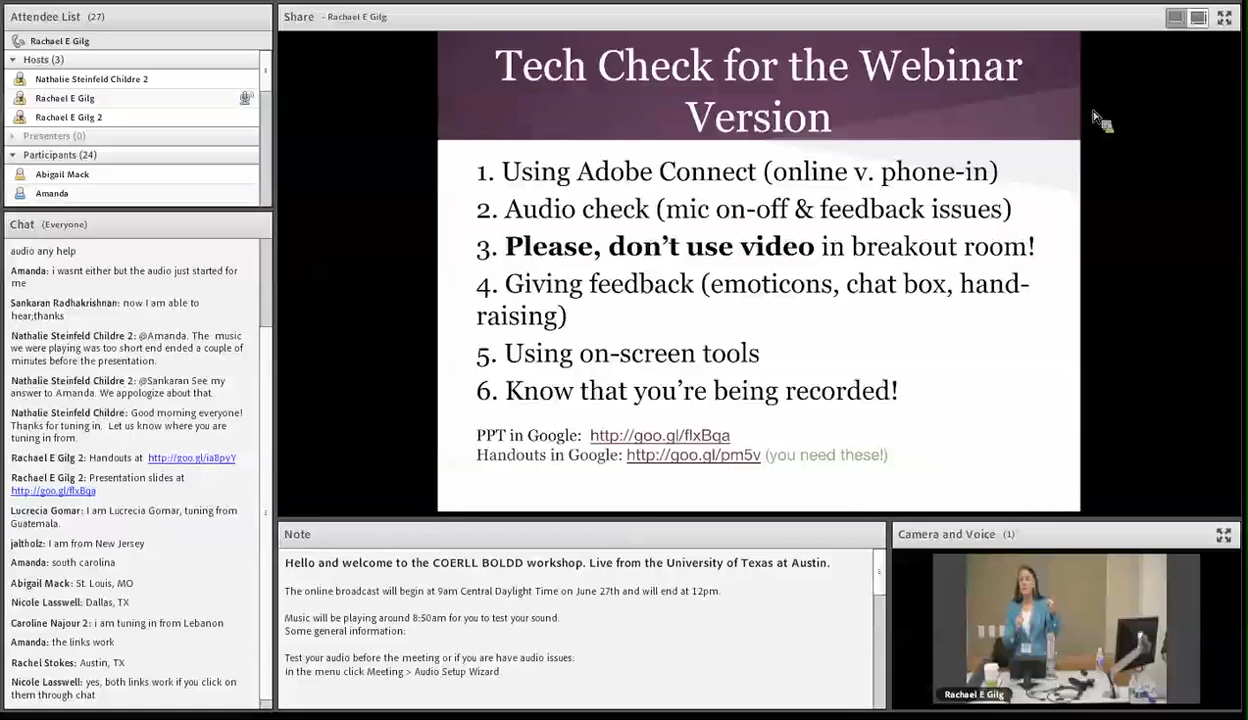 Attendee List (27)
Rachael E Gilg
Hosts (3)
Nathalie Steinfeld Childre 2
Rachael E Gilg
Rachael E Gilg 2
Presenters (0)
Participants (24)
Abigail Mack
Amanda
Chat (Everyone)
audio any help
Amanda: i wasnt either but the audio just started for
me
Sankaran Radhakrishnan: now I am able to
hear;thanks
Nathalie Steinfeld Childre 2: @Amanda. The music
we were playing was too short end ended a couple of
minutes before the presentation.
Nathalie Steinfeld Childre 2: @Sankaran See my
answer to Amanda. We appologize about that.
Nathalie Steinfeld Childre: Good morning everyone!
Thanks for tuning in. Let us know where you are
tuning in from.
Rachael E Gilg 2: Handouts at http://goo.gl/ia8pyY
Rachael E Gilg 2: Presentation slides at
http://goo.gl/flxBqa
Lucrecia Gomar: I am Lucrecia Gomar, tuning from
Guatemala.
jaltholz: I am from New Jersey
Amanda: south carolina
Abigail Mack: St. Louis, MO
Nicole Lasswell: Dallas, TX
Caroline Najour 2: i am tuning in from Lebanon
Amanda: the links work
Rachel Stokes: Austin, TX
Nicole Lasswell: yes, both links work if you click on
them through chat
Share - Rachael E Gilg
Tech Check for the Webinar
Version
1. Using Adobe Connect (online v. phone-in)
2. Audio check (mic on-off & feedback issues)
3. Please, don't use video in breakout room!
4. Giving feedback (emoticons, chat box, hand-
raising)
5. Using on-screen tools
6. Know that you're being recorded!
PPT in Google: http://goo.gl/flxBqa
Handouts in Google: http://goo.gl/pm5v (you need these!)
Note
Hello and welcome to the COERLL BOLDD workshop. Live from the University of Texas at Austin.
The online broadcast will begin at 9am Central Daylight Time on June 27th and will end at 12pm.
Music will be playing around 8:50am for you to test your sound.
Some general information:
Test your audio before the meeting or if you are have audio issues:
in the menu click Meeting > Audio Setup Wizard
Camera and Voice (1)
Rachael E Gilg